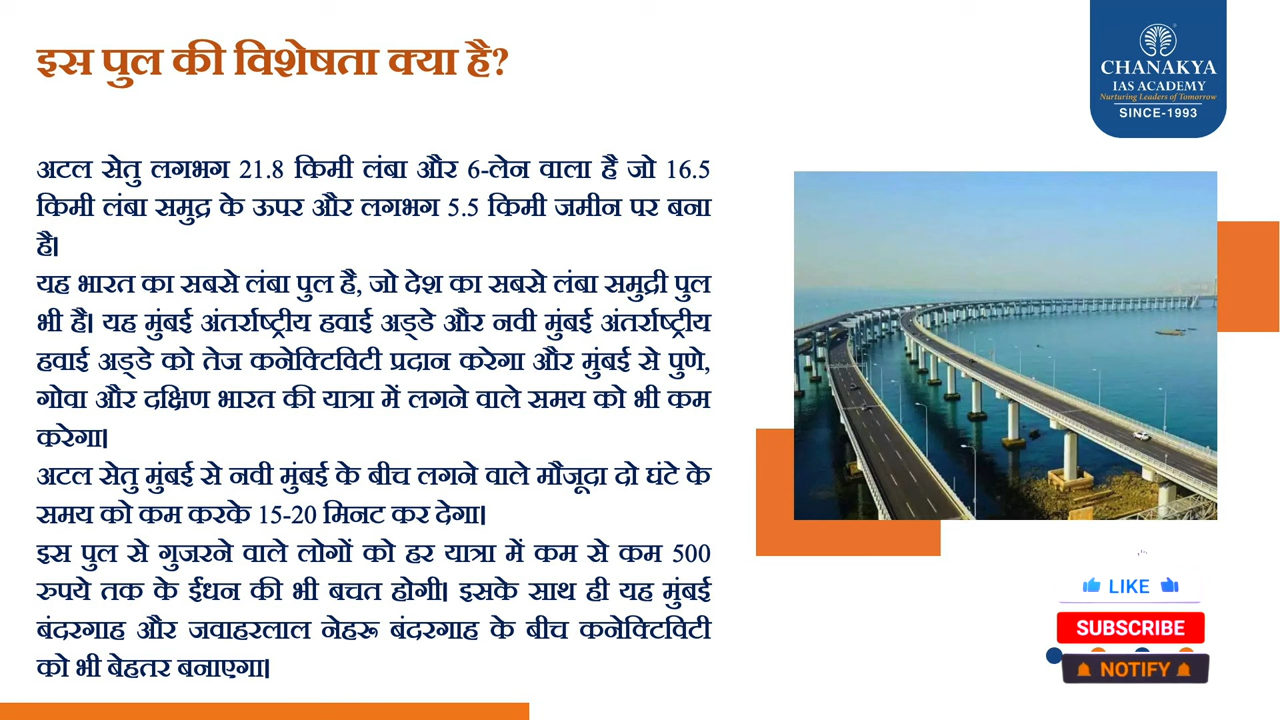 इस पुल की विशेषता क्या है?
CHANAKYA
IAS ACADEMY
Nurturing Leaders of Tomorrow
SINCE-1993
अटल सेतु लगभग 21.8 किमी लंबा और 6-लेन वाला है जो 16.5
किमी लंबा समुद्र के ऊपर और लगभग 5.5 किमी जमीन पर बना
है।
यह भारत का सबसे लंबा पुल है, जो देश का सबसे लंबा समुद्री पुल
भी है। यह मुंबई अंतर्राष्ट्रीय हवाई अड्डे और नवी मुंबई अंतर्राष्ट्रीय
हवाई अड्डे को तेज कनेक्टिविटी प्रदान करेगा और मुंबई से पुणे,
गोवा और दक्षिण भारत की यात्रा में लगने वाले समय को भी कम
करेगा।
अटल सेतु मुंबई से नवी मुंबई के बीच लगने वाले मौजूदा दो घंटे के
समय को कम करके 15-20 मिनट कर देगा।
इस पुल से गुजरने वाले लोगों को हर यात्रा में कम से कम 500
रुपये तक के ईधन की भी बचत होगी। इसके साथ ही यह मुंबई
बंदरगाह और जवाहरलाल नेहरू बंदरगाह के बीच कनेक्टिविटी
को भी बेहतर बनाएगा।
LIKE
SUBSCRIBE
NOTIFY